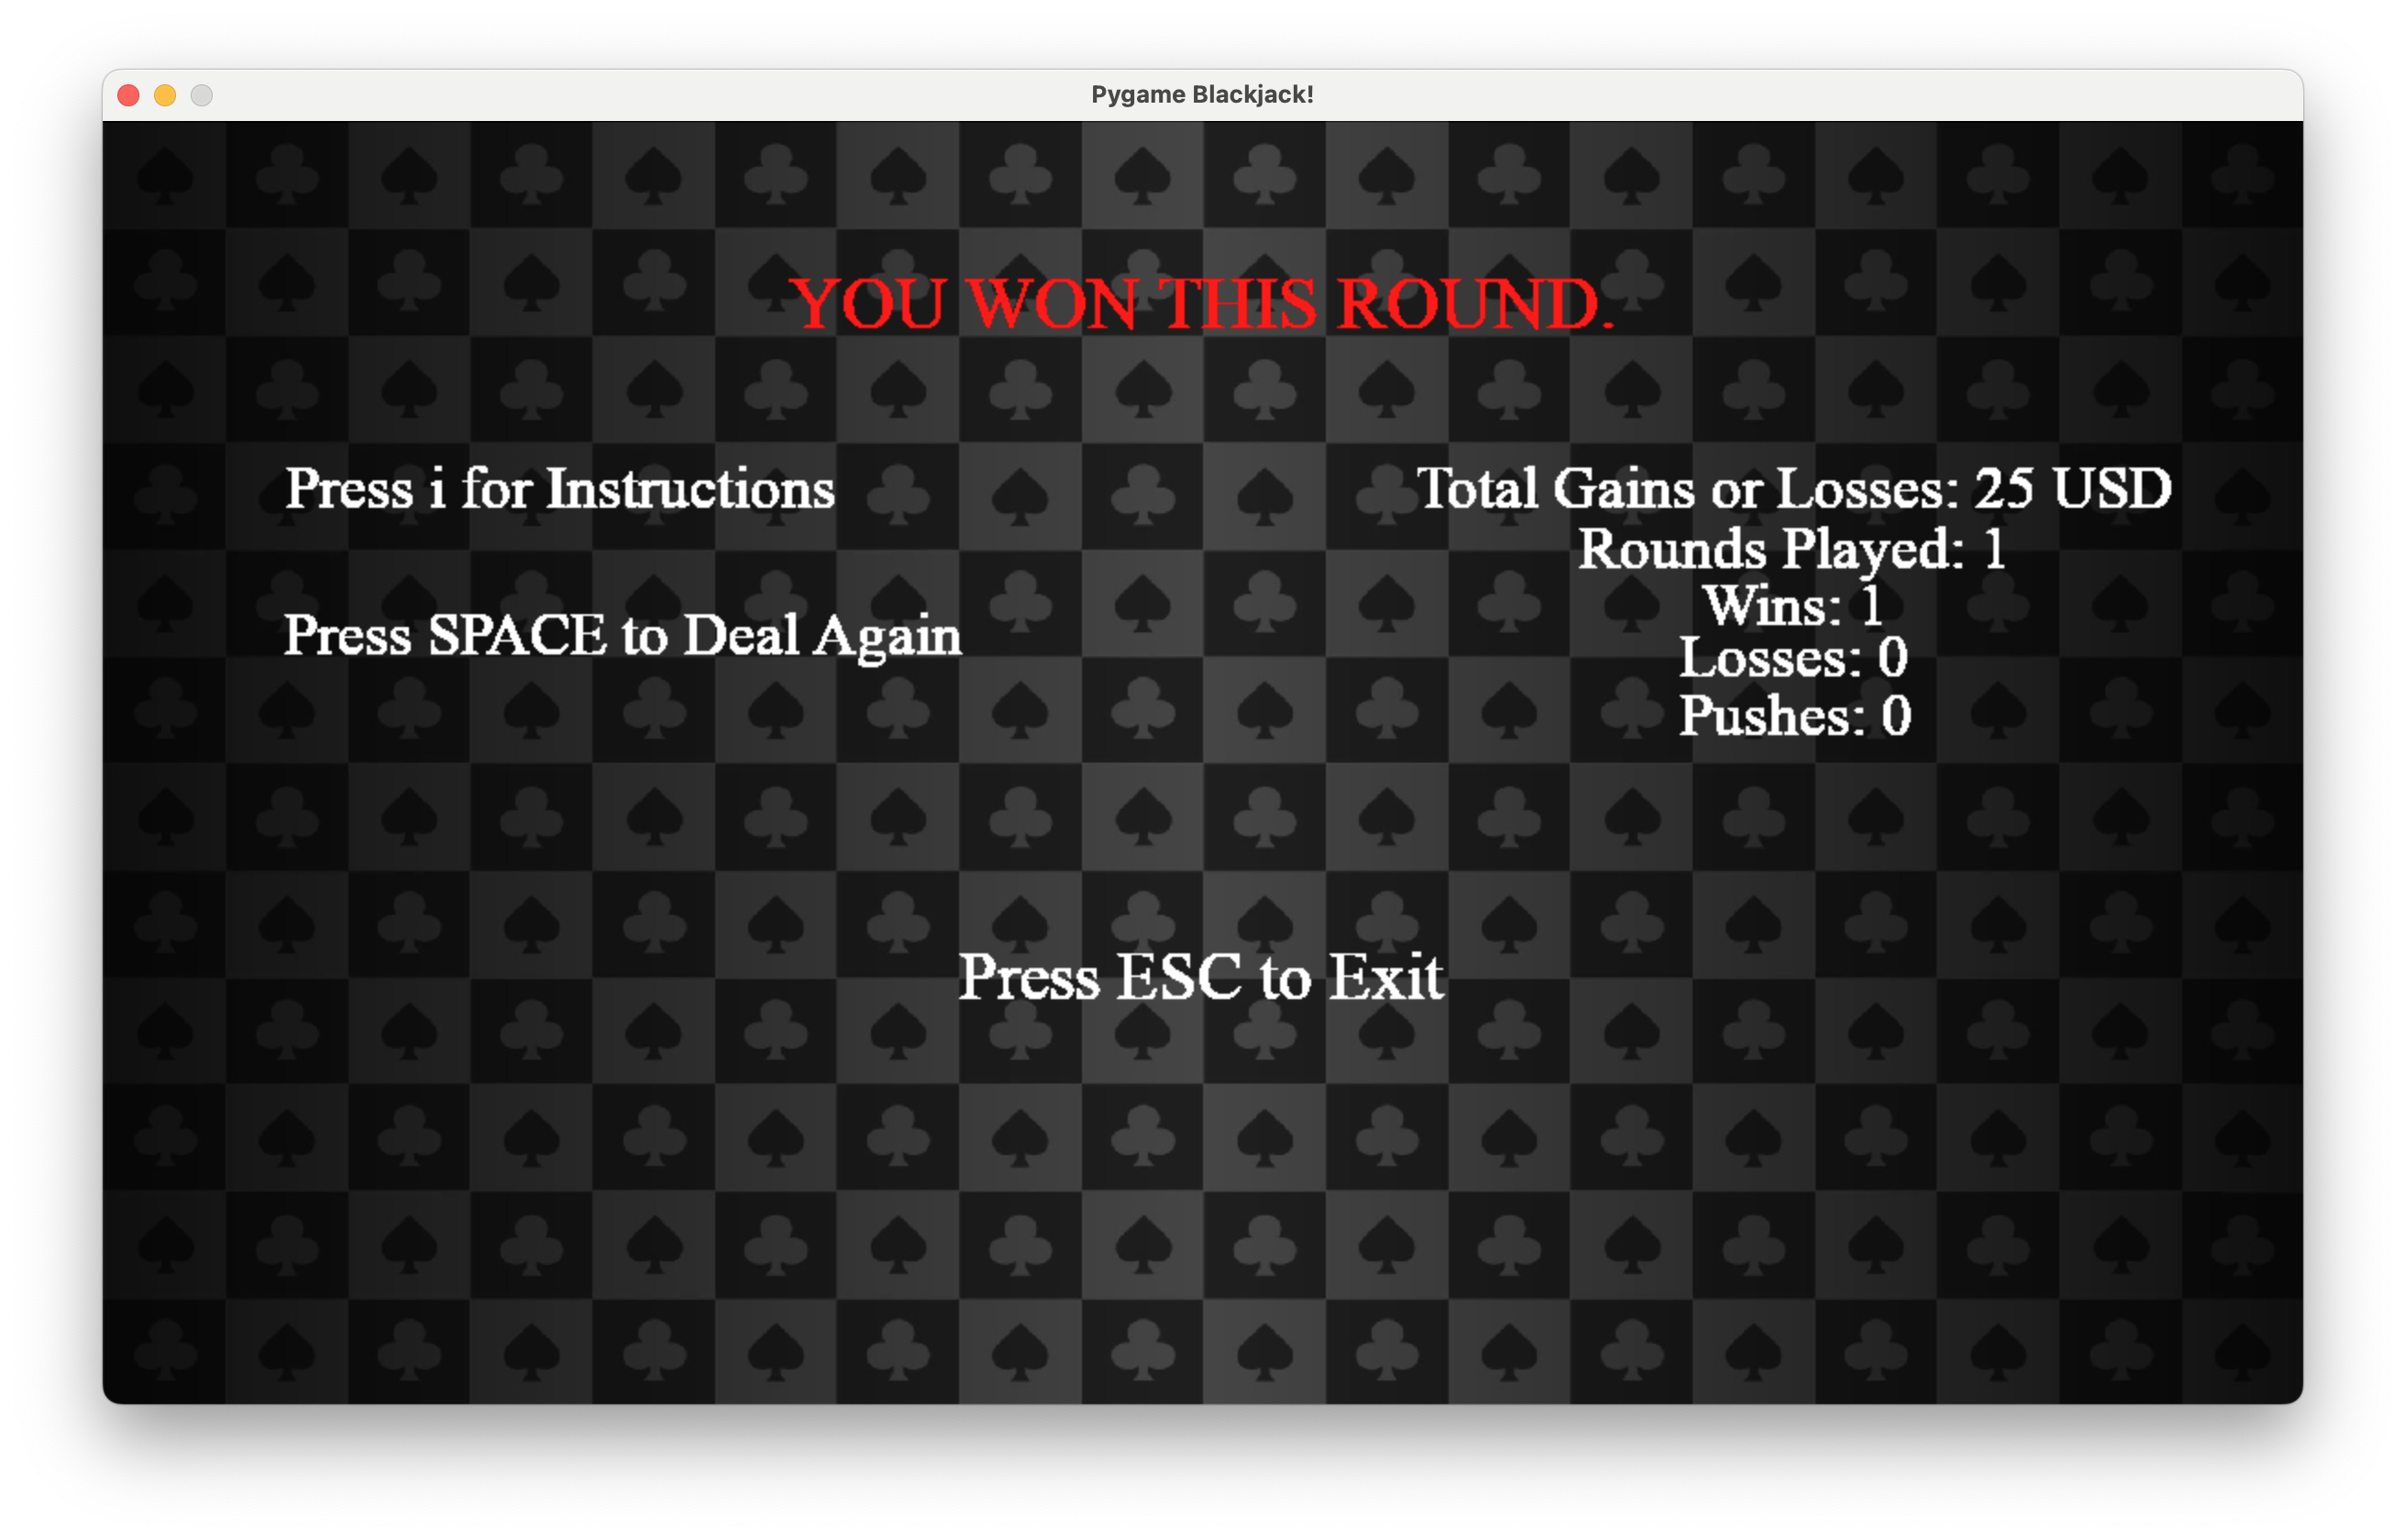 Pygame Blackjack!
YOU WON THIS ROUND.
Press i for Instructions
Press SPACE to Deal Again
Total Gains or Losses: 25 USD
Rounds Played: 1
Wins: 1
Losses: 0
Pushes: 0
Press ESC to Exit